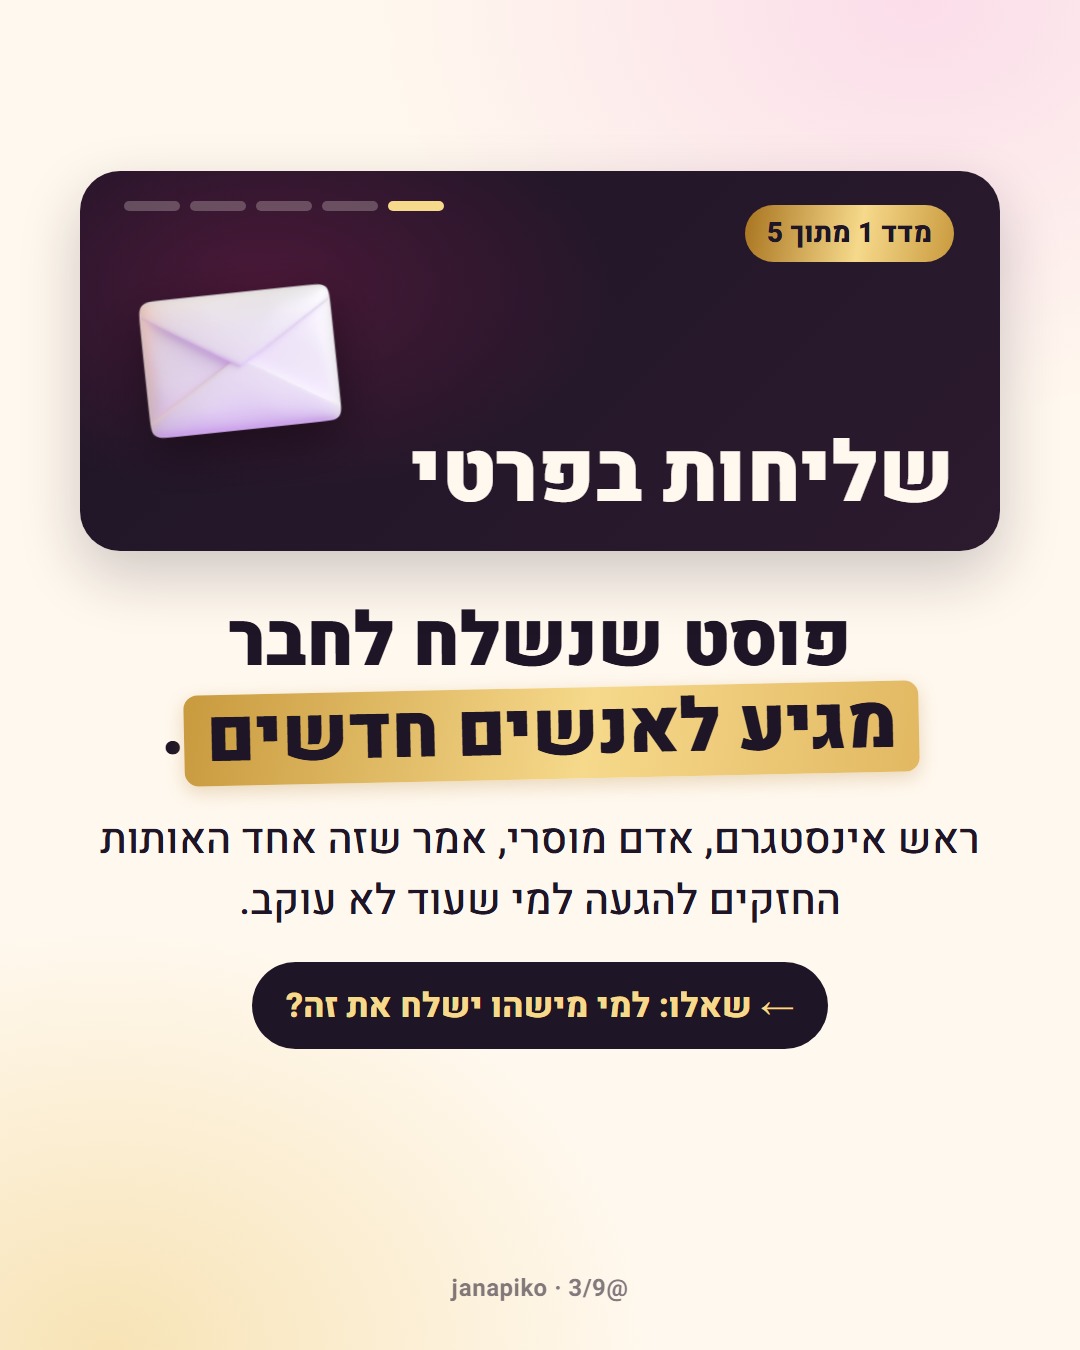 מדד 1 מתוך 5
שליחות בפרטי
פוסט שנשלח לחבר
מגיע לאנשים חדשים.
ראש אינסטגרם, אדם מוסרי, אמר שזה אחד האותות
החזקים להגעה למי שעוד לא עוקב.
← שאלו: למי מישהו ישלח את זה?
janapiko · 3/9@